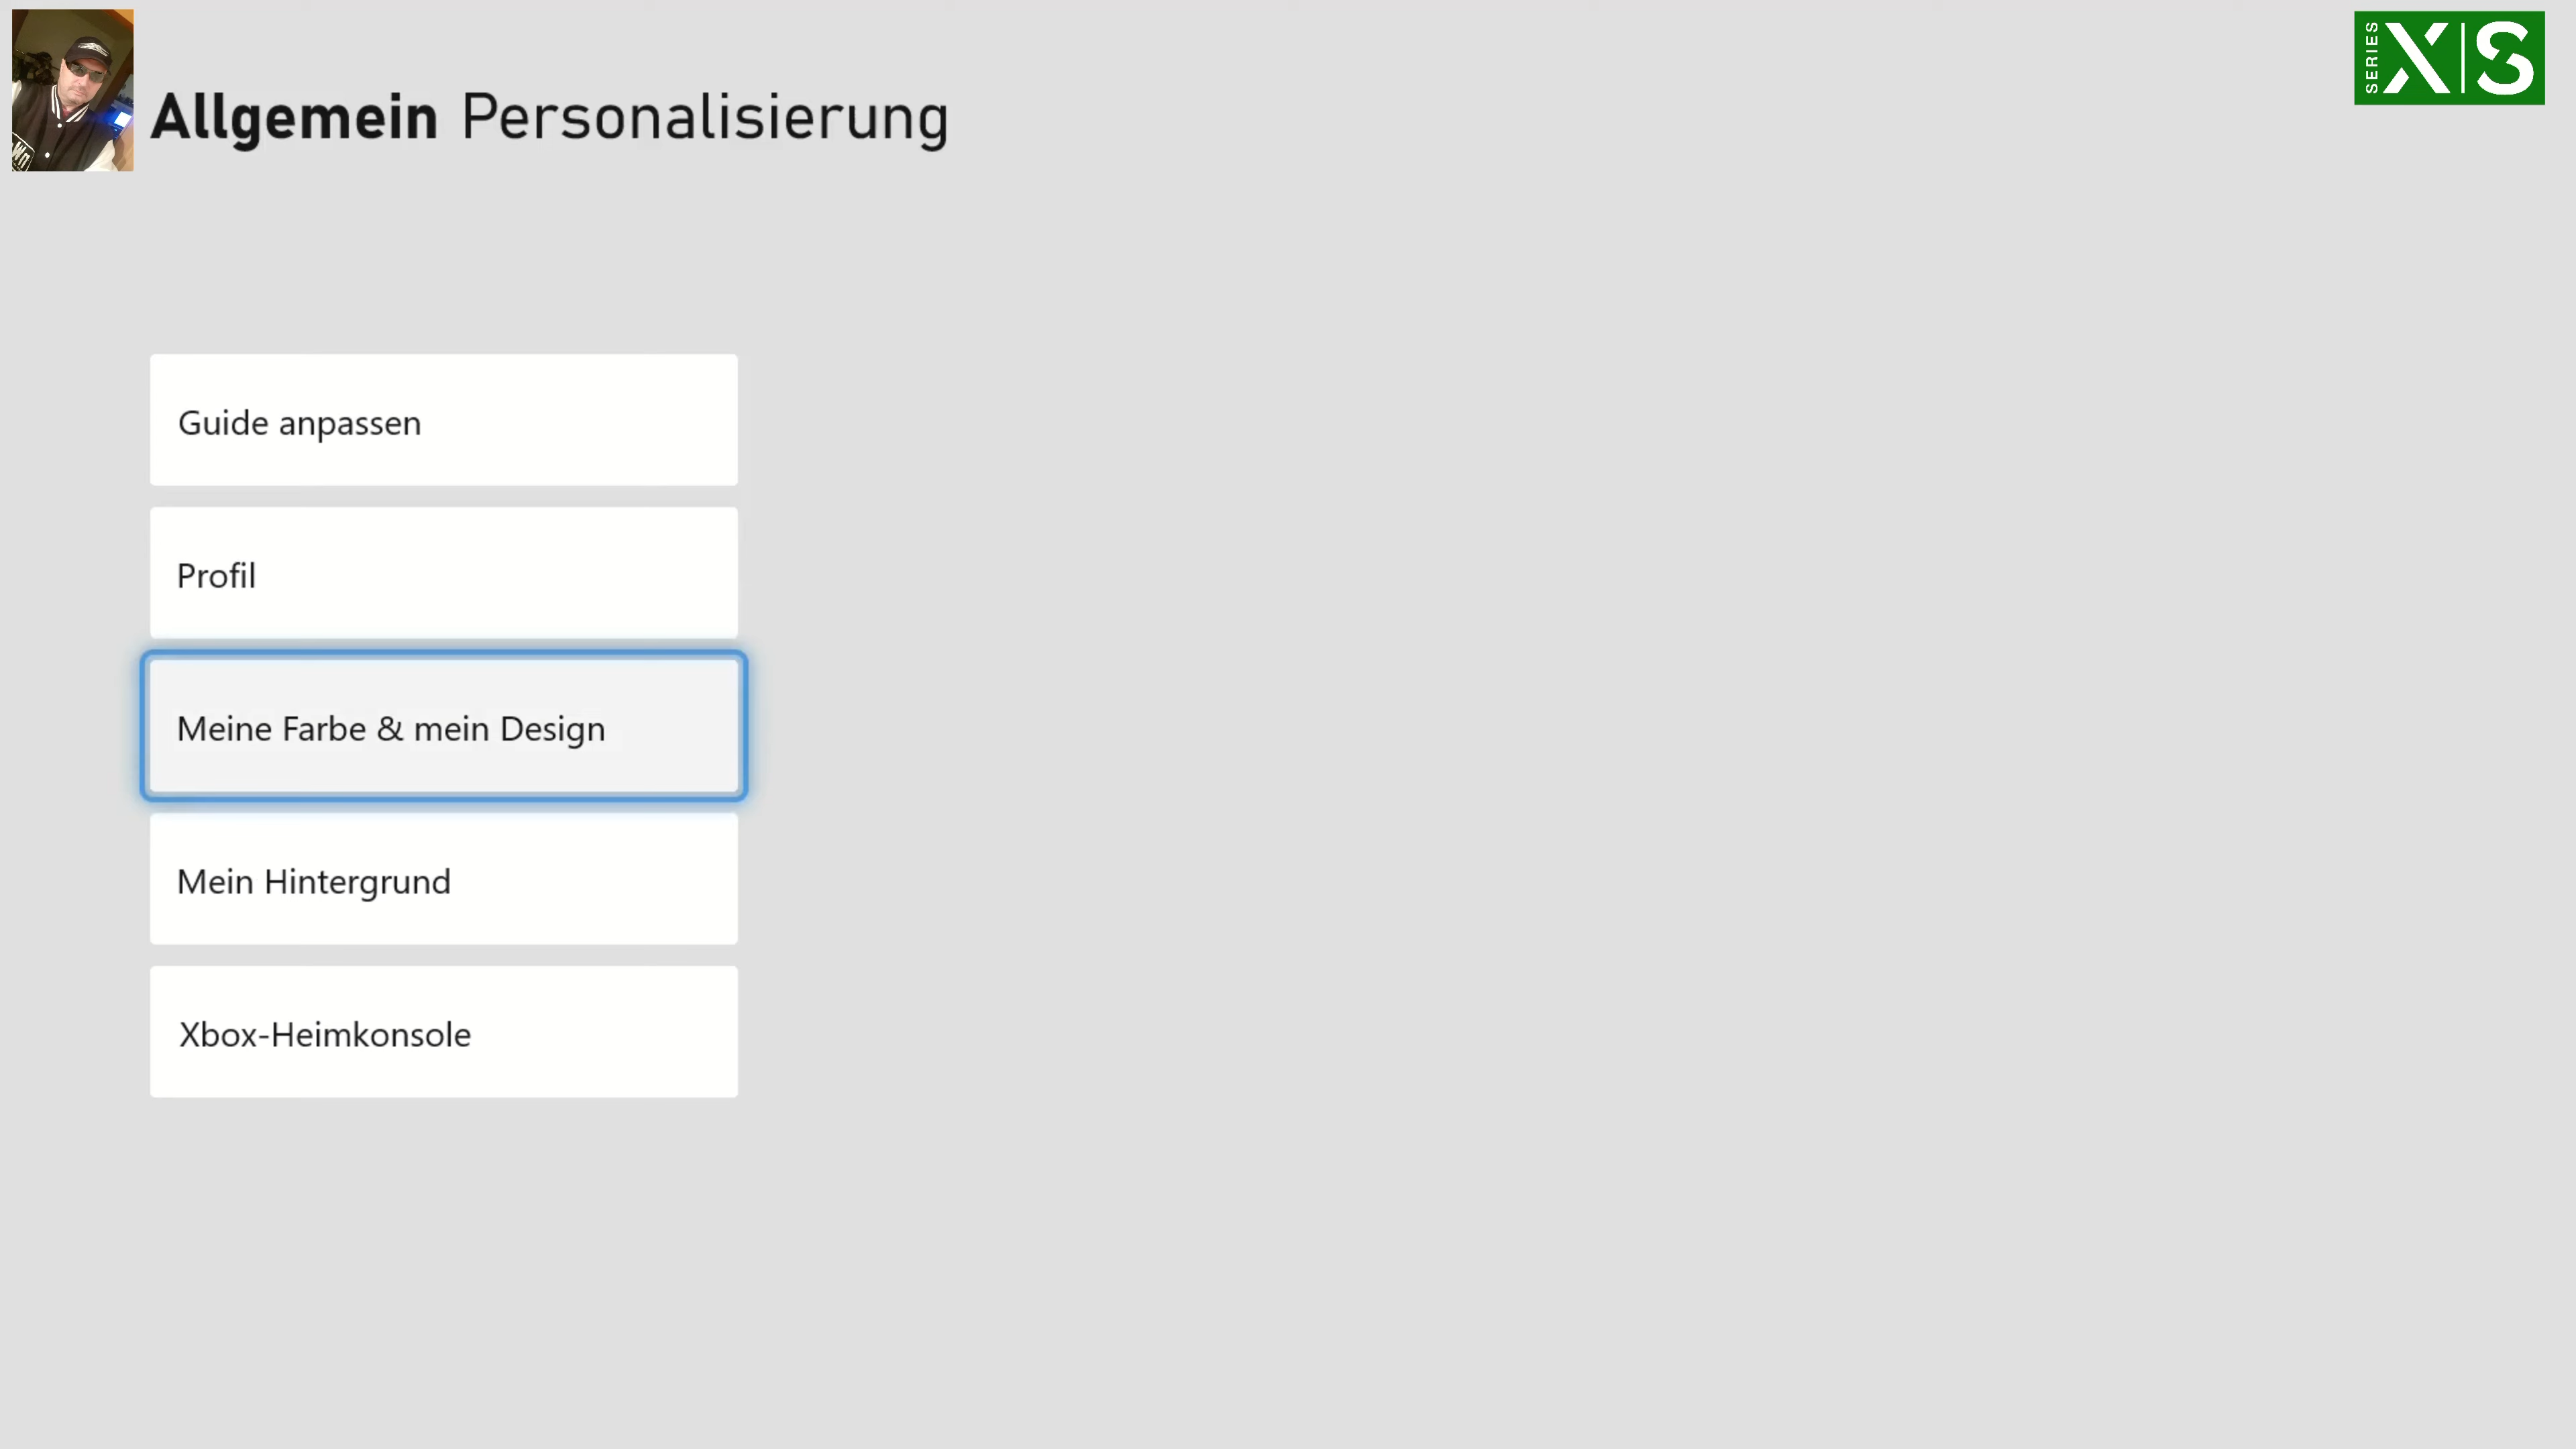 Allgemein Personalisierung
SERIES X|S
Guide anpassen
Profil
Meine Farbe & mein Design
Mein Hintergrund
Xbox-Heimkonsole